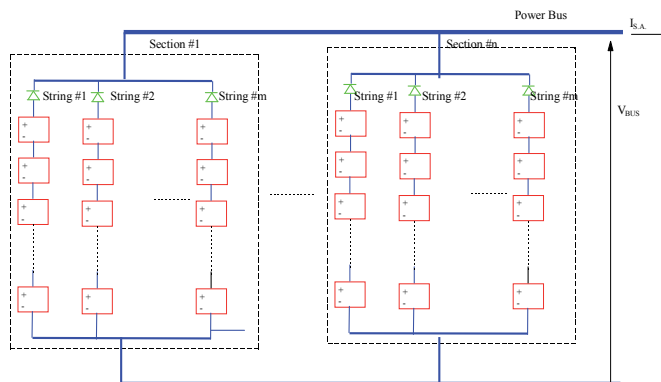 Power Bus
I S.A.
Section #1
Section #n
String #1
String #2
String #m
String #1
String #2
String #m
V BUS
+ + + + + +
- - - - - -
+ + + + + +
- - - - - -
+ + + + + +
- - - - - -
+ + + + + +
- - - - - -